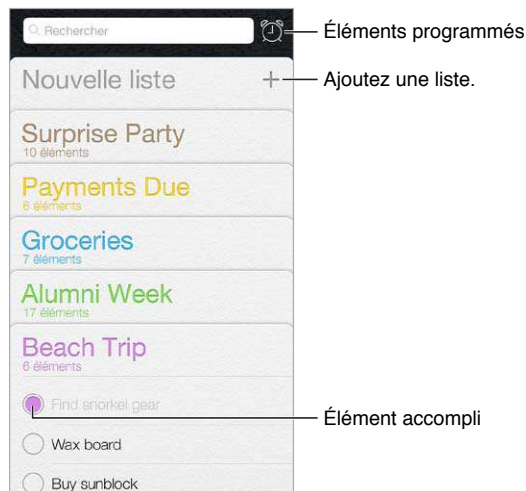 Rechercher
Éléments programmés
Nouvelle liste
Ajoutez une liste.
Surprise Party
10 éléments
Payments Due
6 éléments
Groceries
7 éléments
Alumni Week
17 éléments
Beach Trip
6 éléments
Find snorkel gear
Élément accompli
Wax board
Buy sunblock